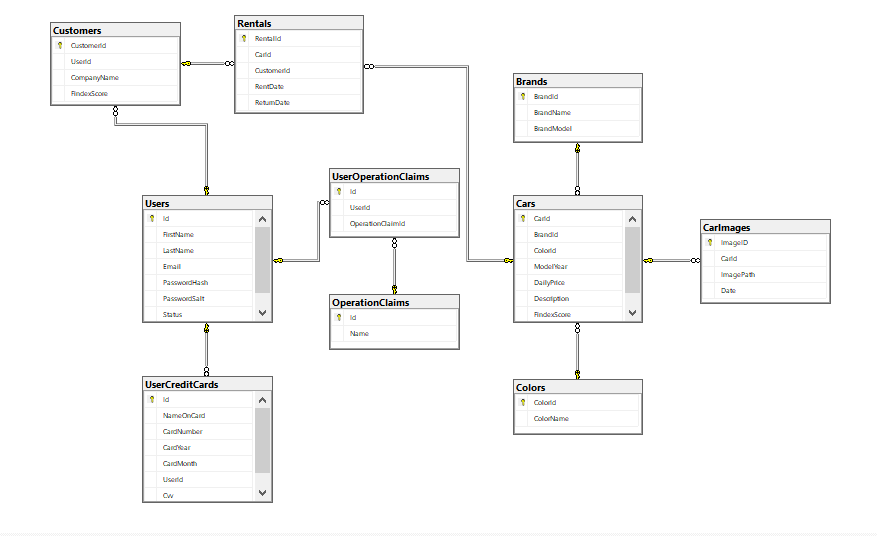 Customers
CustomerId
UserId
CompanyName
FindexScore
Rentals
RentalId
CarId
CustomerId
RentDate
ReturnDate
Brands
BrandId
BrandName
BrandModel
UserOperationClaims
Id
UserId
OperationClaimId
Users
Id
FirstName
LastName
Email
PasswordHash
PasswordSalt
Status
Cars
CarId
BrandId
ColorId
ModelYear
DailyPrice
Description
FindexScore
CarImages
ImageID
CarId
ImagePath
Date
OperationClaims
Id
Name
UserCreditCards
Id
NameOnCard
CardNumber
CardYear
CardMonth
UserId
Cvv
Colors
ColorId
ColorName